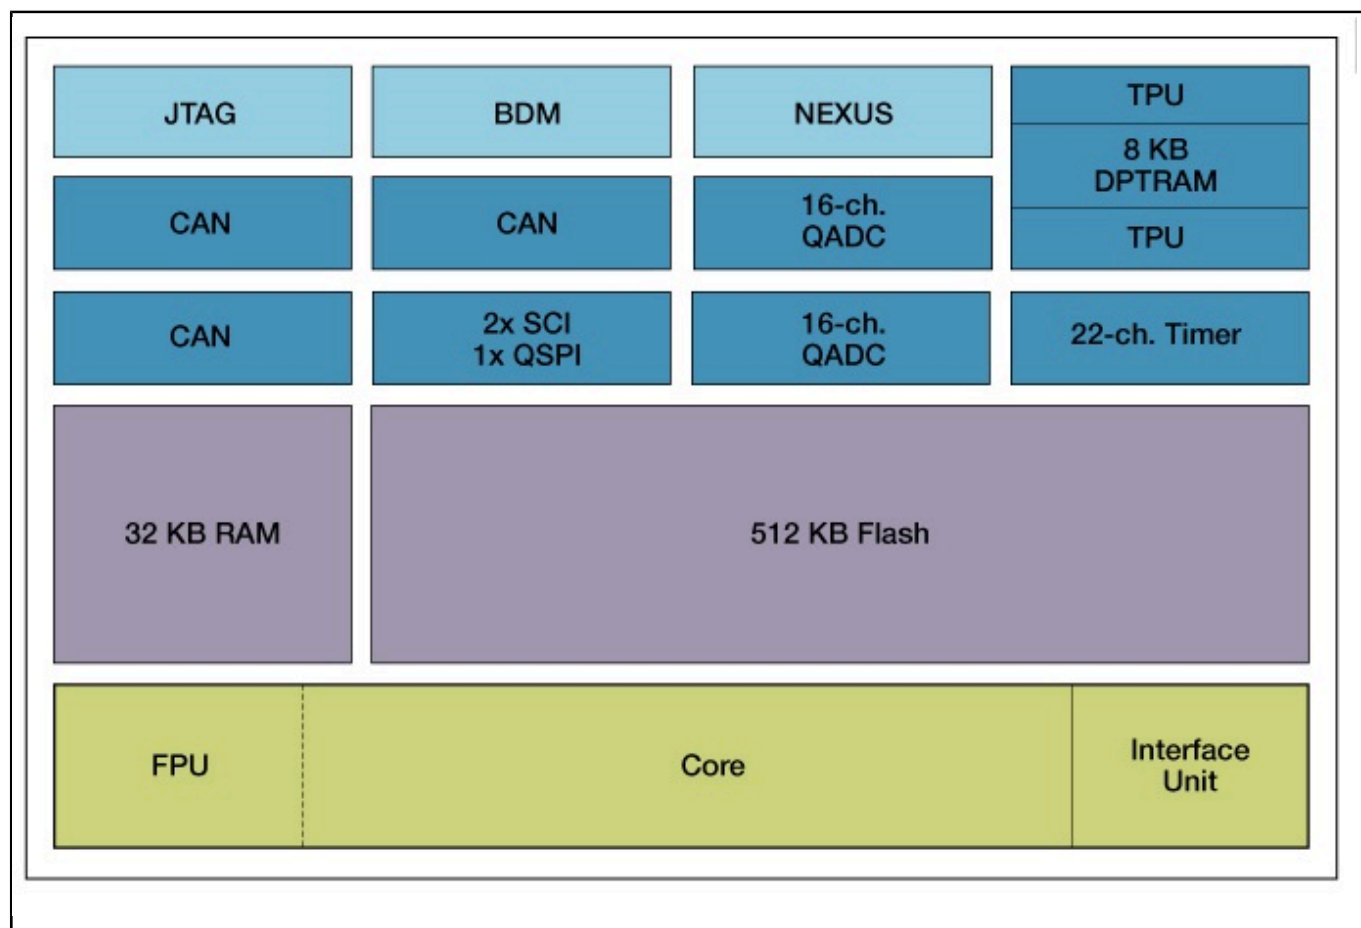 JTAG
BDM
NEXUS
TPU
8 KB
DPTRAM
TPU
CAN
CAN
16-ch.
QADC
CAN
2x SCI
1x QSPI
16-ch.
QADC
22-ch. Timer
32 KB RAM
512 KB Flash
FPU
Core
Interface
Unit